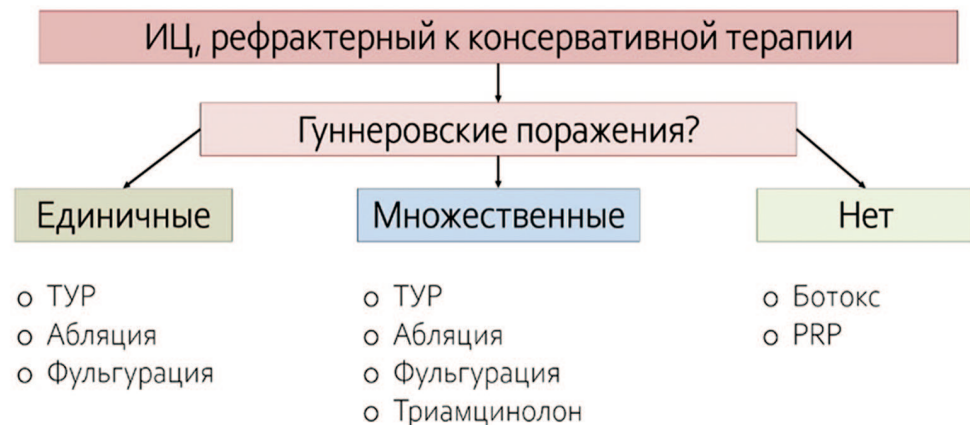 ИЦ, рефрактерный к консервативной терапии
Гуннеровские поражения?
Единичные
o ТУР
o Абляция
o Фульгурация
Множественные
o ТУР
o Абляция
o Фульгурация
o Триамцинолон
Нет
o Ботокс
o PRP